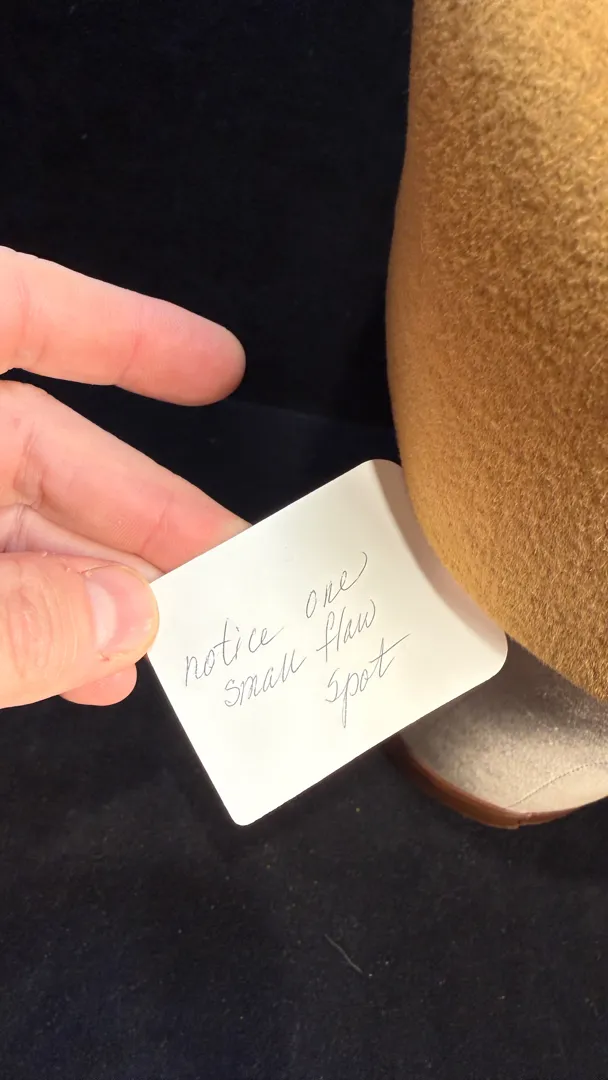 notice one
small flaw
spot